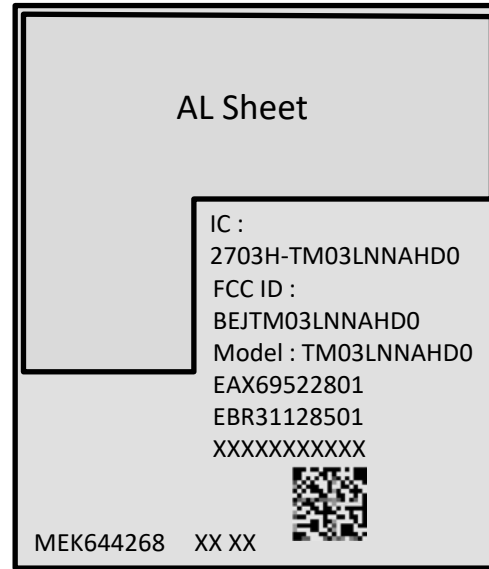 AL Sheet
IC :
2703H-TM03LNNAHD0
FCC ID :
BEJTM03LNNAHD0
Model : TM03LNNAHD0
EAX69522801
EBR31128501
XXXXXXXXXXX
MEK644268 XX XX